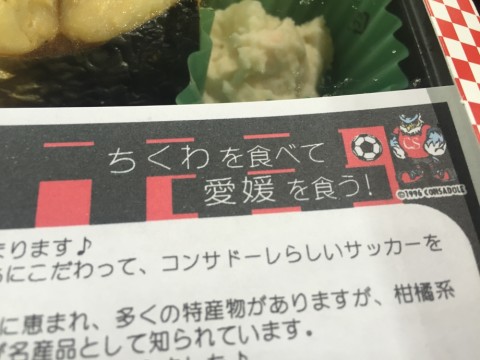 ちくわを食べて
愛媛を食う!
CS
©1996 CONSADOLE
まります♪
にこだわって、コンサドーレらしいサッカーを
に恵まれ、多くの特産物がありますが、柑橘系
名産品として知られています。